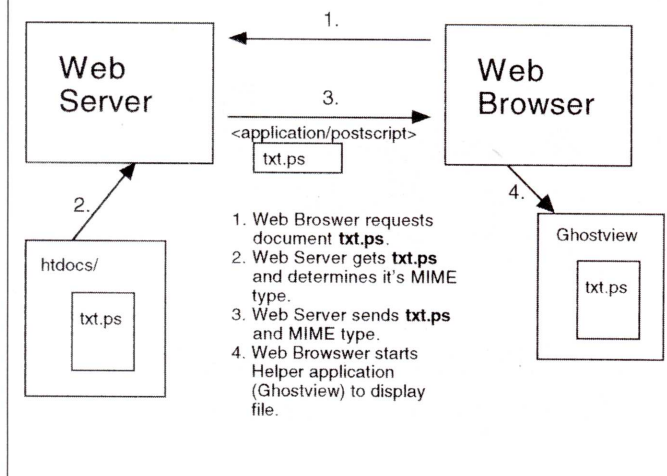 1.
Web
Server
Web
Browser
3.
<application/postscript>
txt.ps
2.
4.
htdocs/
txt.ps
Ghostview
txt.ps
1. Web Broswer requests
document txt.ps.
2. Web Server gets txt.ps
and determines it's MIME
type.
3. Web Server sends txt.ps
and MIME type.
4. Web Browswer starts
Helper application
(Ghostview) to display
file.